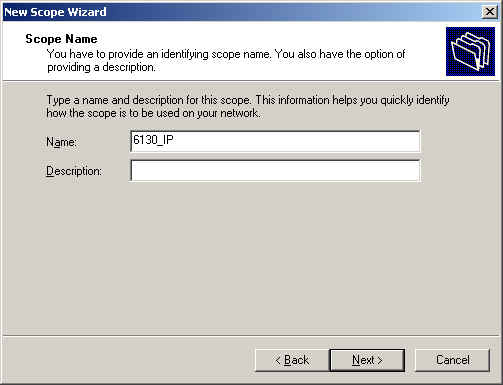 New Scope Wizard
Scope Name
You have to provide an identifying scope name. You also have the option of
providing a description.
Type a name and description for this scope. This information helps you quickly identify
how the scope is to be used on your network.
Name:
6130_IP
Description:
< Back
Next >
Cancel